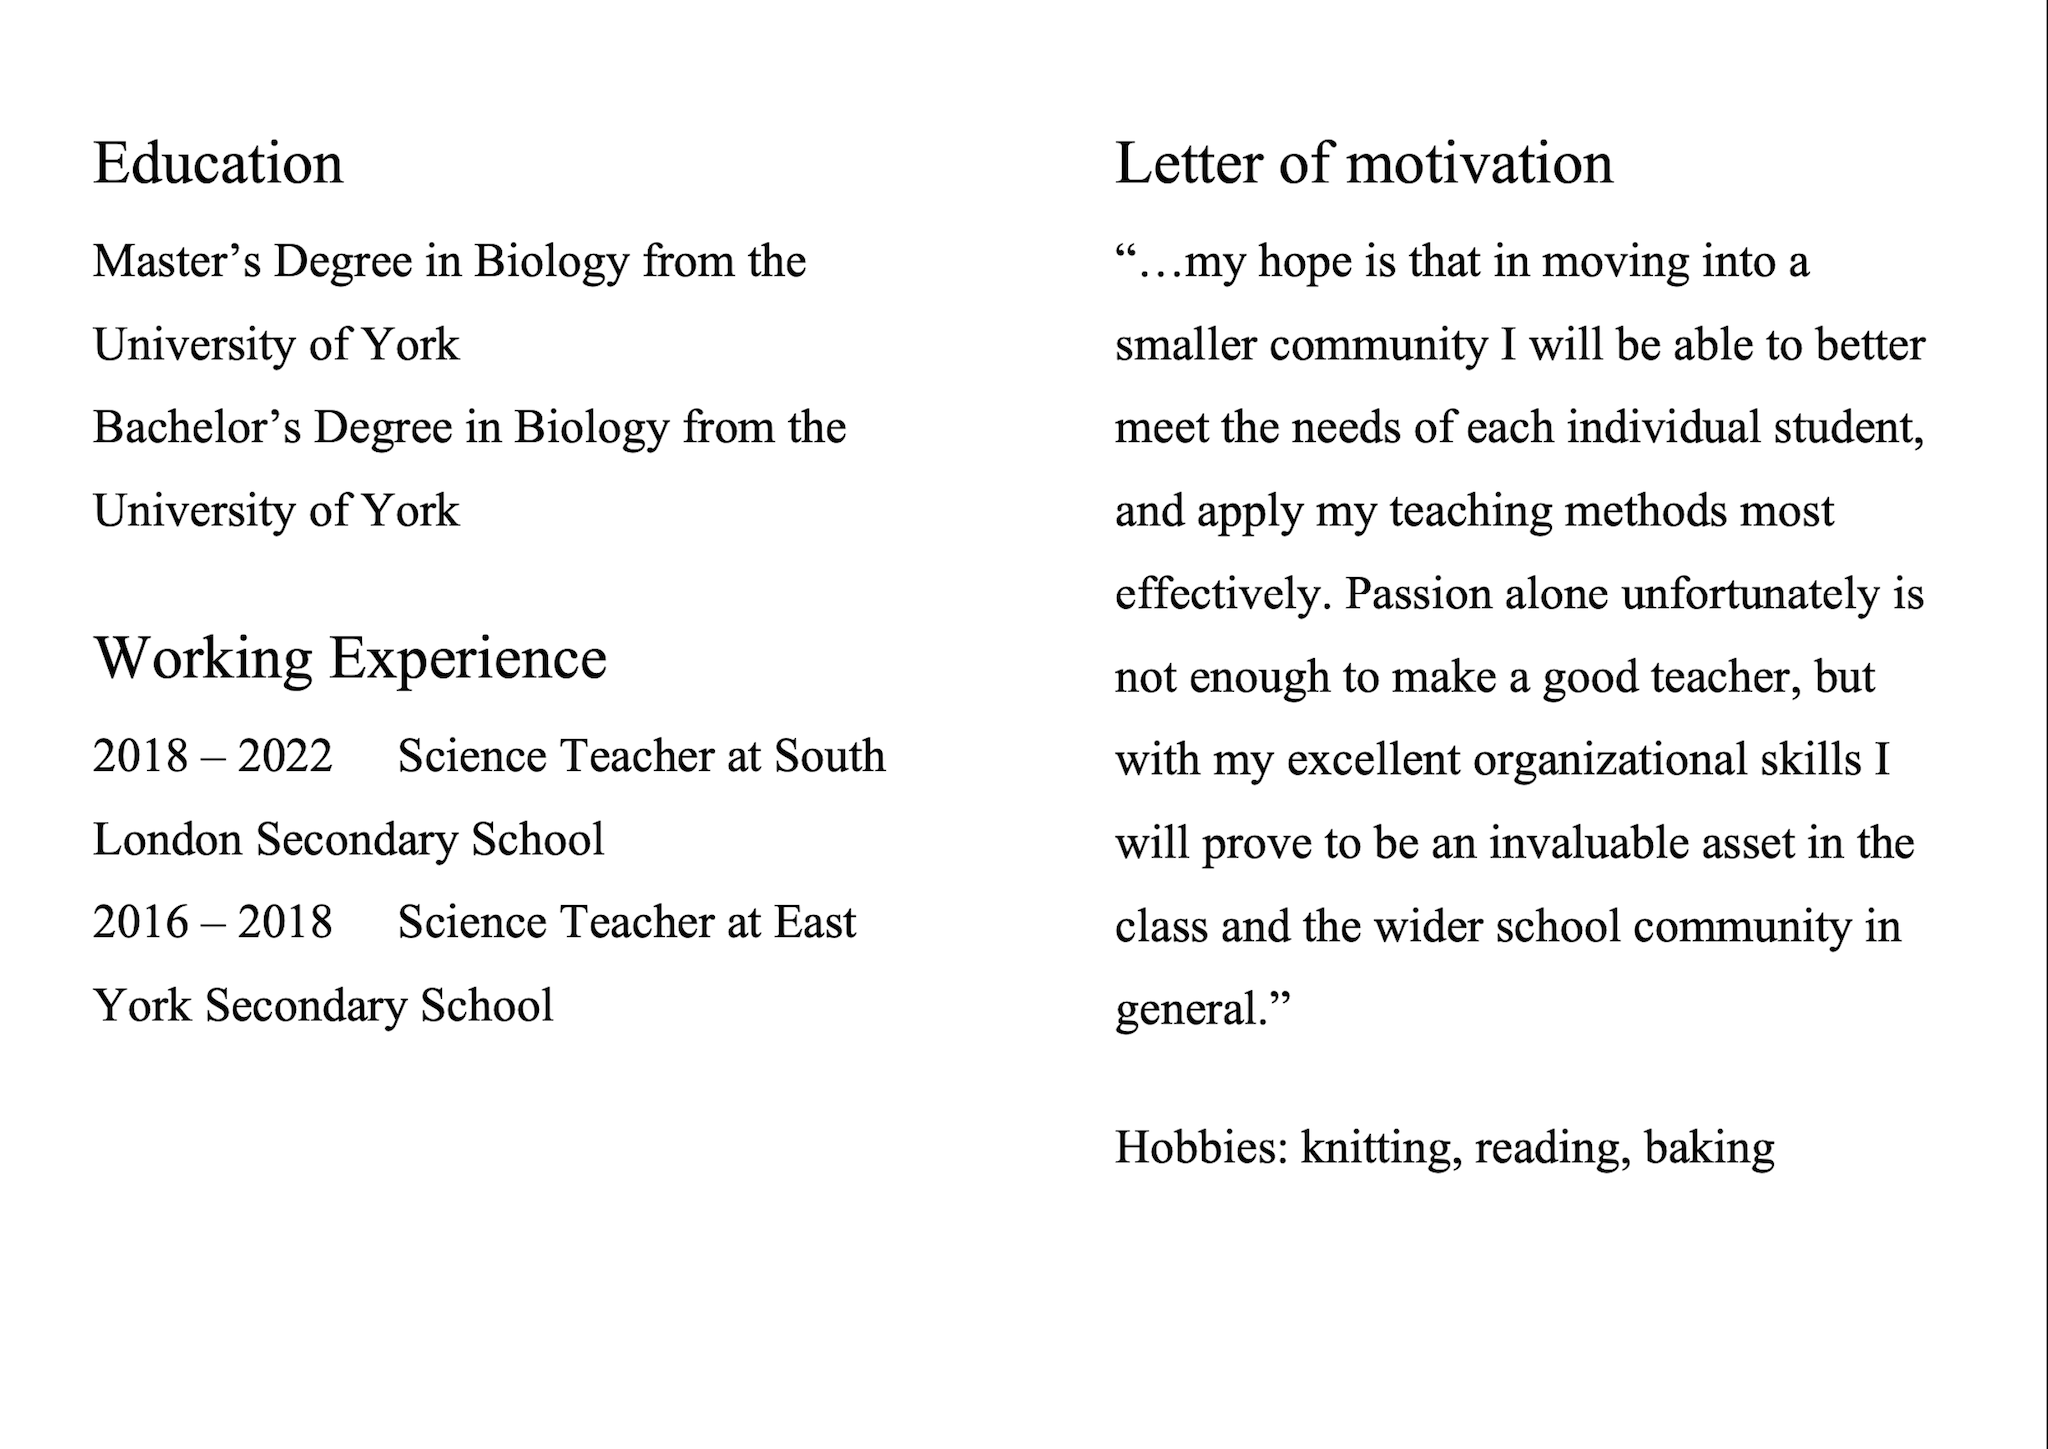 Education
Master’s Degree in Biology from the
University of York
Bachelor’s Degree in Biology from the
University of York
Working Experience
2018 – 2022 Science Teacher at South
London Secondary School
2016 – 2018 Science Teacher at East
York Secondary School
Letter of motivation
“…my hope is that in moving into a
smaller community I will be able to better
meet the needs of each individual student,
and apply my teaching methods most
effectively. Passion alone unfortunately is
not enough to make a good teacher, but
with my excellent organizational skills I
will prove to be an invaluable asset in the
class and the wider school community in
general.”
Hobbies: knitting, reading, baking